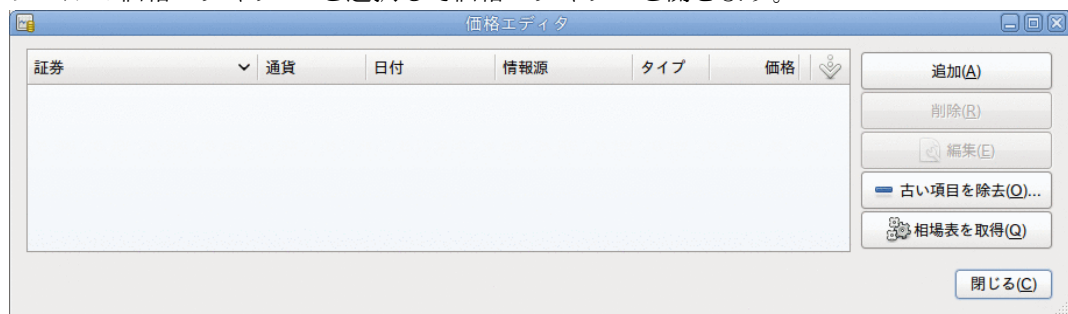 価格エディタ
証券 通貨 日付 情報源 タイプ 価格
追加(A)
削除(R)
編集(E)
古い項目を除去(O)...
相場表を取得(Q)
閉じる(C)